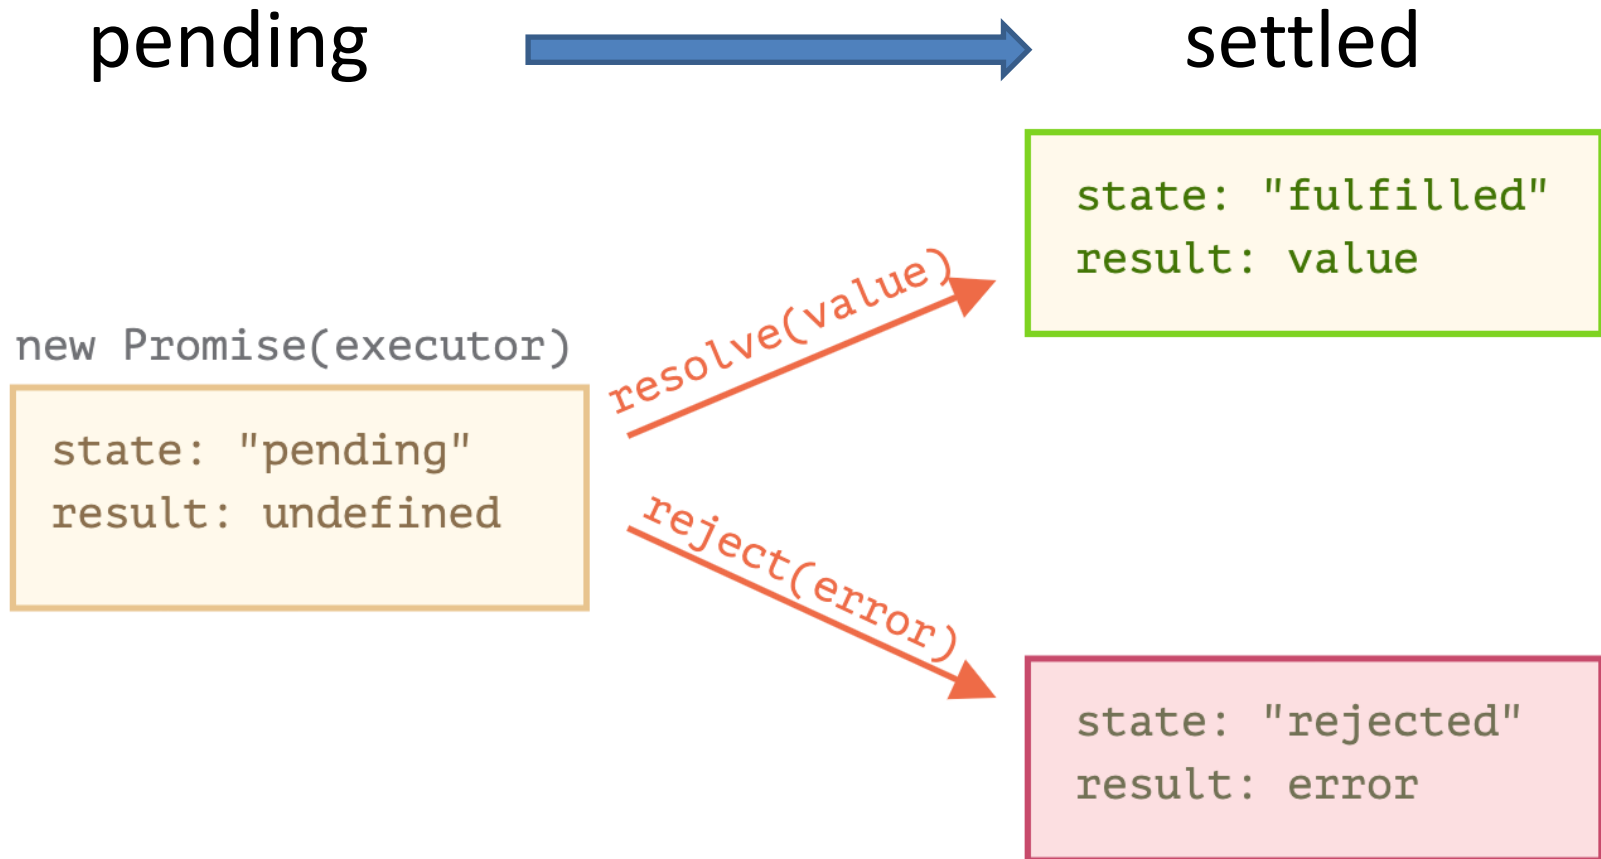 pending
settled
state: "fulfilled"
result: value
resolve(value)
new Promise(executor)
state: "pending"
result: undefined
reject(error)
state: "rejected"
result: error